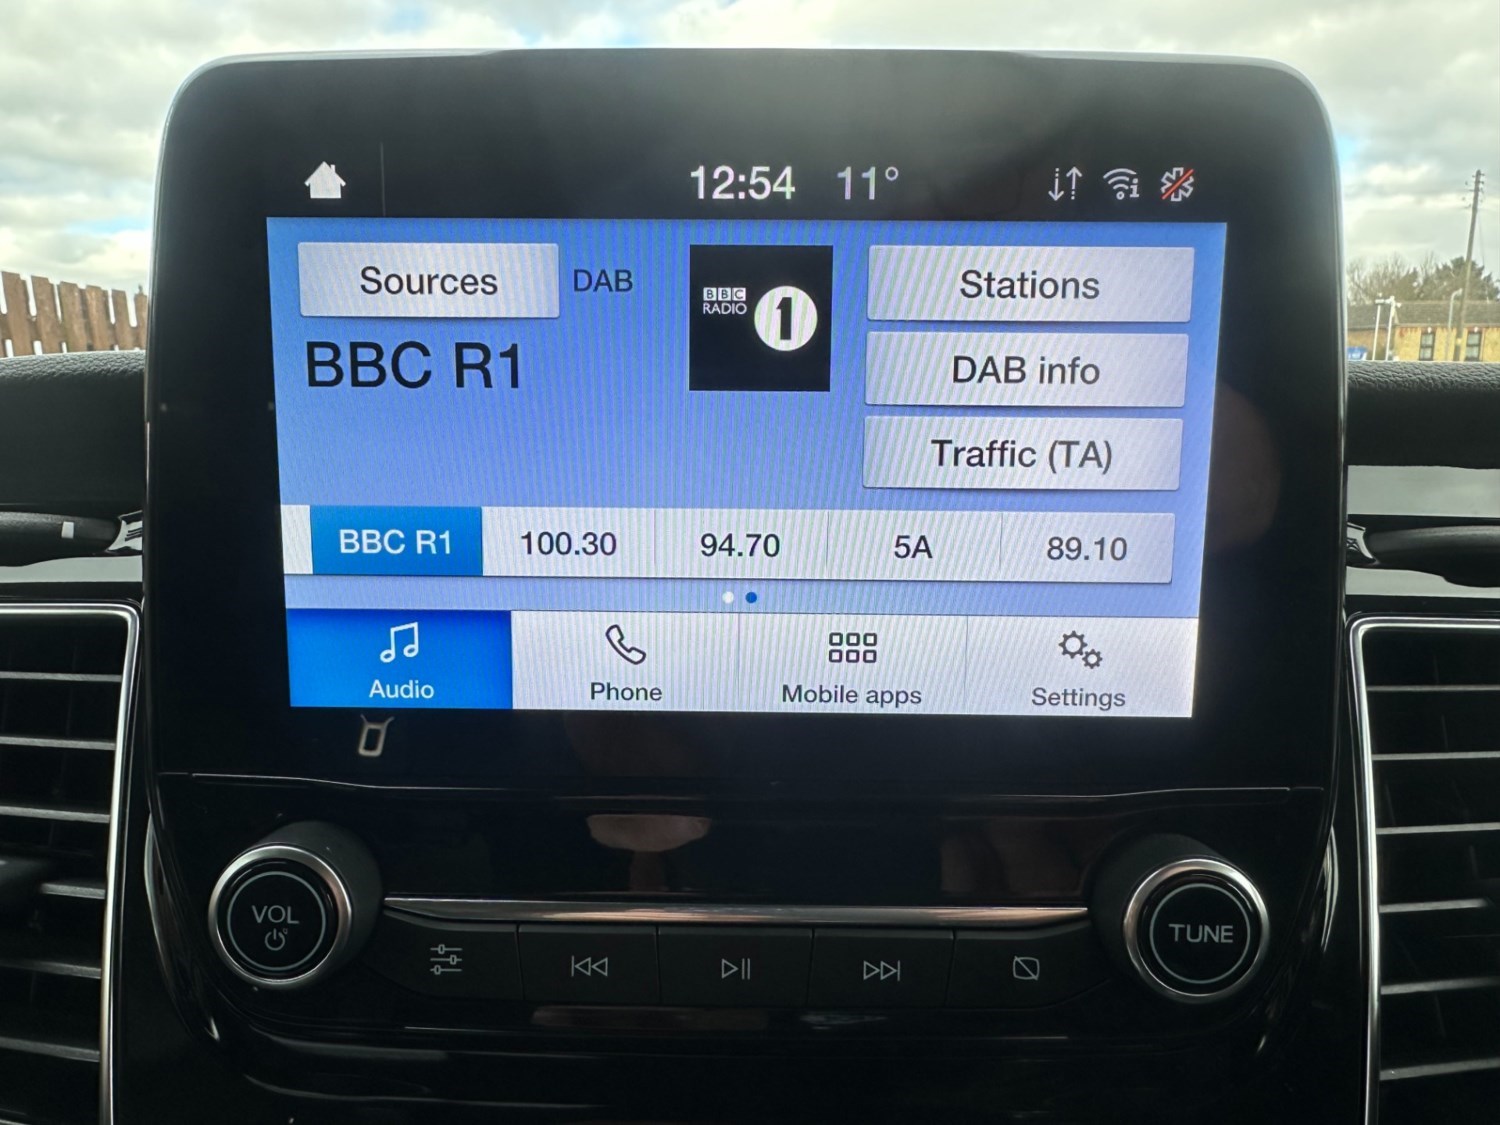 12:54 11°
Sources DAB
BBC
RADIO 1
Stations
BBC R1
DAB info
Traffic (TA)
BBC R1 100.30 94.70 5A 89.10
Audio Phone Mobile apps Settings
VOL
TUNE